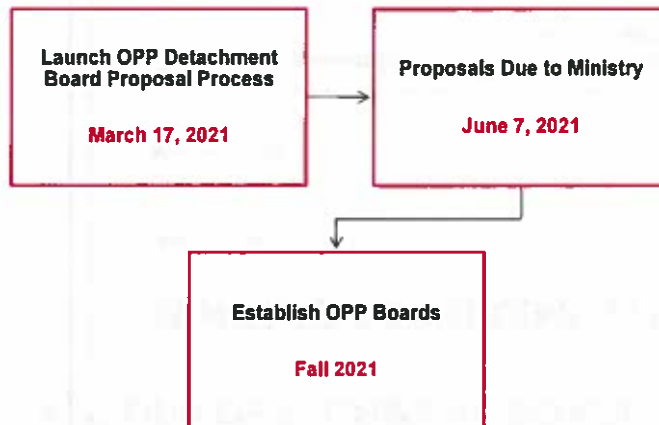 Launch OPP Detachment
Board Proposal Process
March 17, 2021
Proposals Due to Ministry
June 7, 2021
Establish OPP Boards
Fall 2021